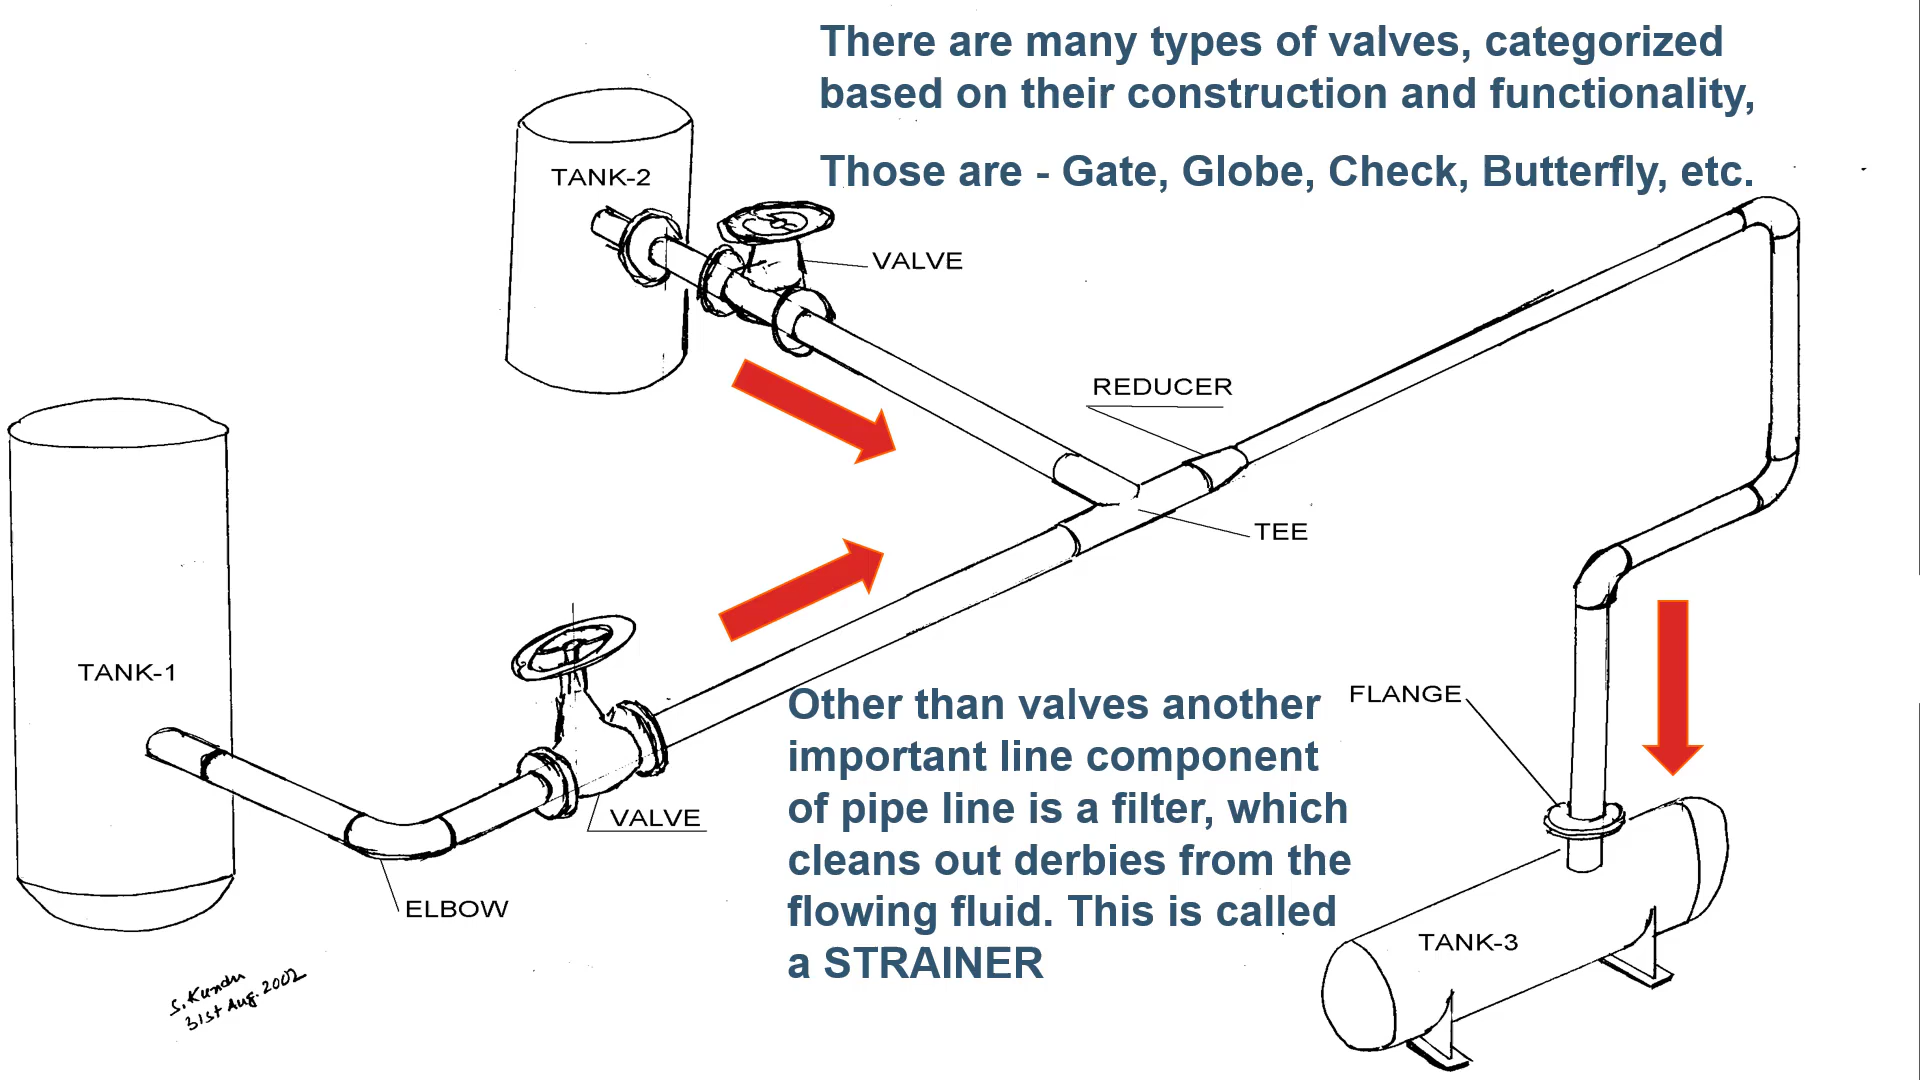 There are many types of valves, categorized
based on their construction and functionality,
Those are - Gate, Globe, Check, Butterfly, etc.
TANK-2
VALVE
REDUCER
TEE
TANK-1
VALVE
ELBOW
Other than valves another
important line component
of pipe line is a filter, which
cleans out derbies from the
flowing fluid. This is called
a STRAINER
FLANGE
TANK-3
S. Kundu
31st Aug. 2002